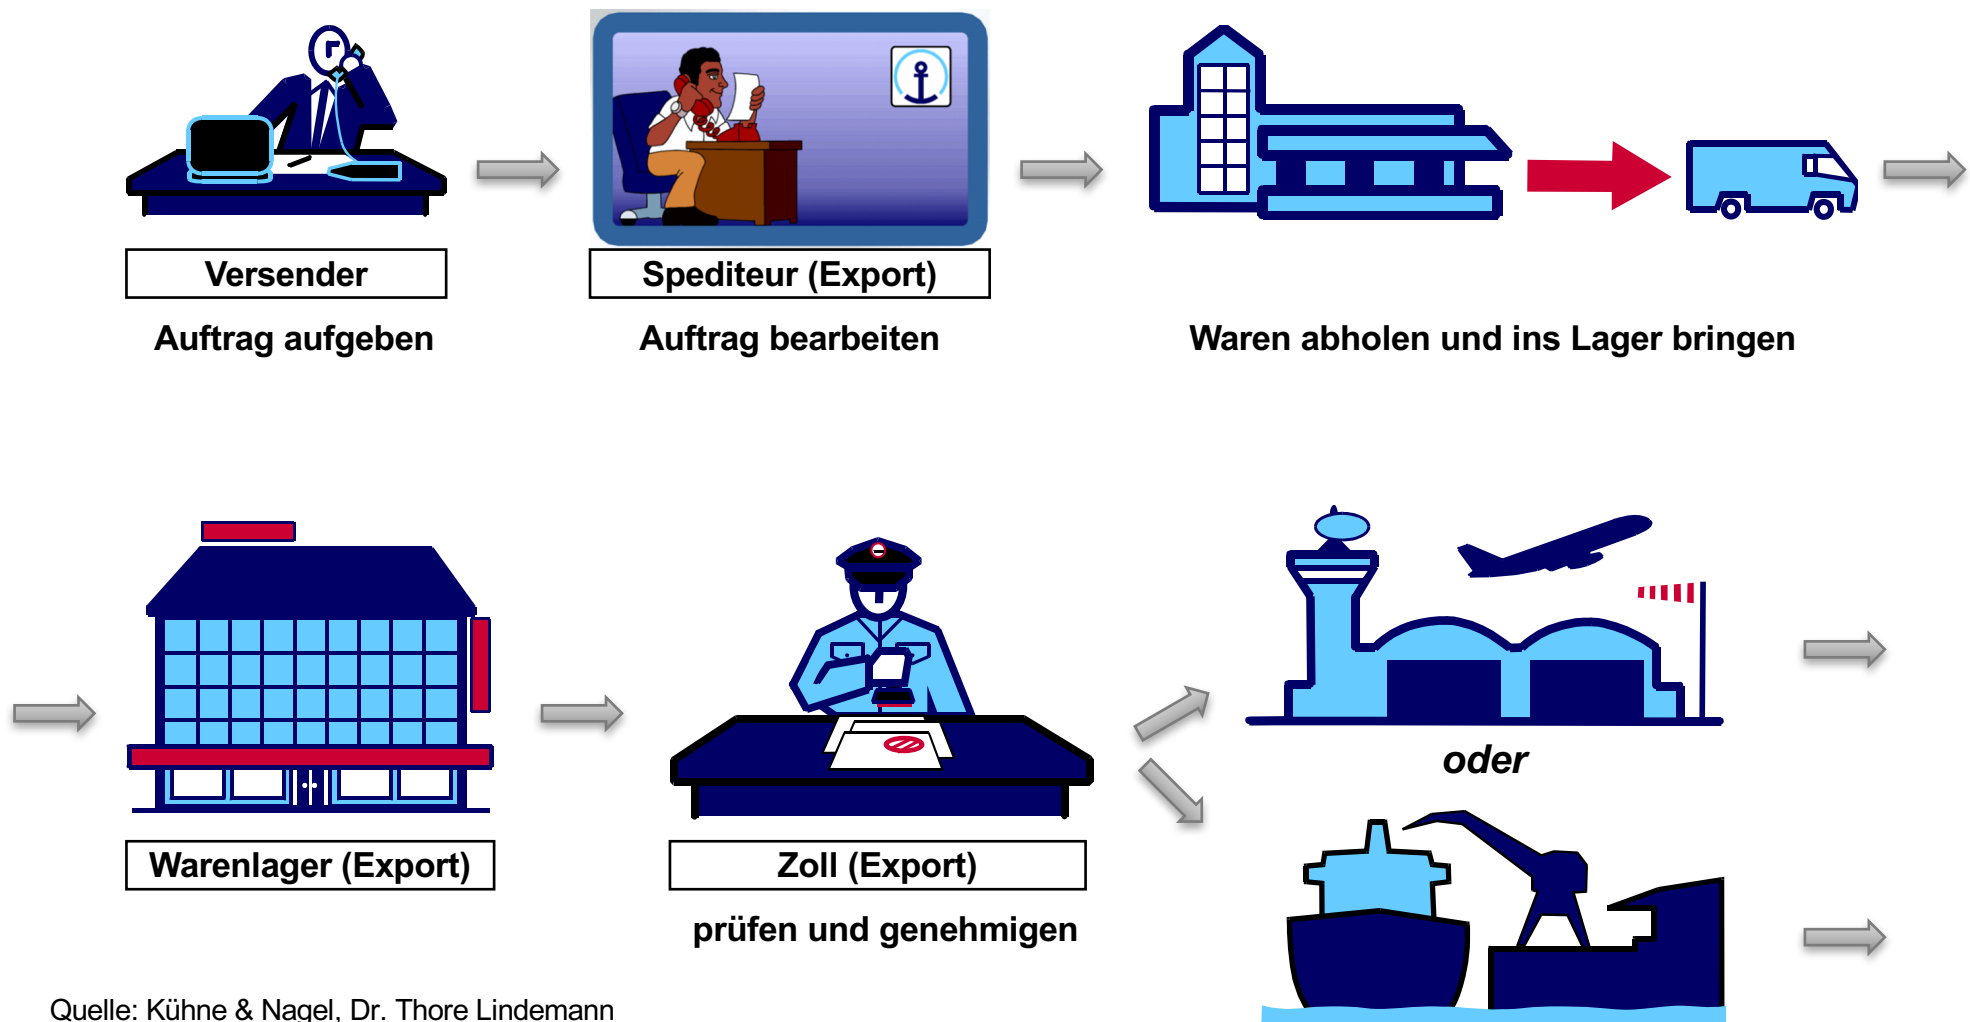 Versender
Spediteur (Export)
Auftrag aufgeben
Auftrag bearbeiten
Waren abholen und ins Lager bringen
oder
Warenlager (Export)
Zoll (Export)
prüfen und genehmigen
Quelle: Kühne & Nagel, Dr. Thore Lindemann